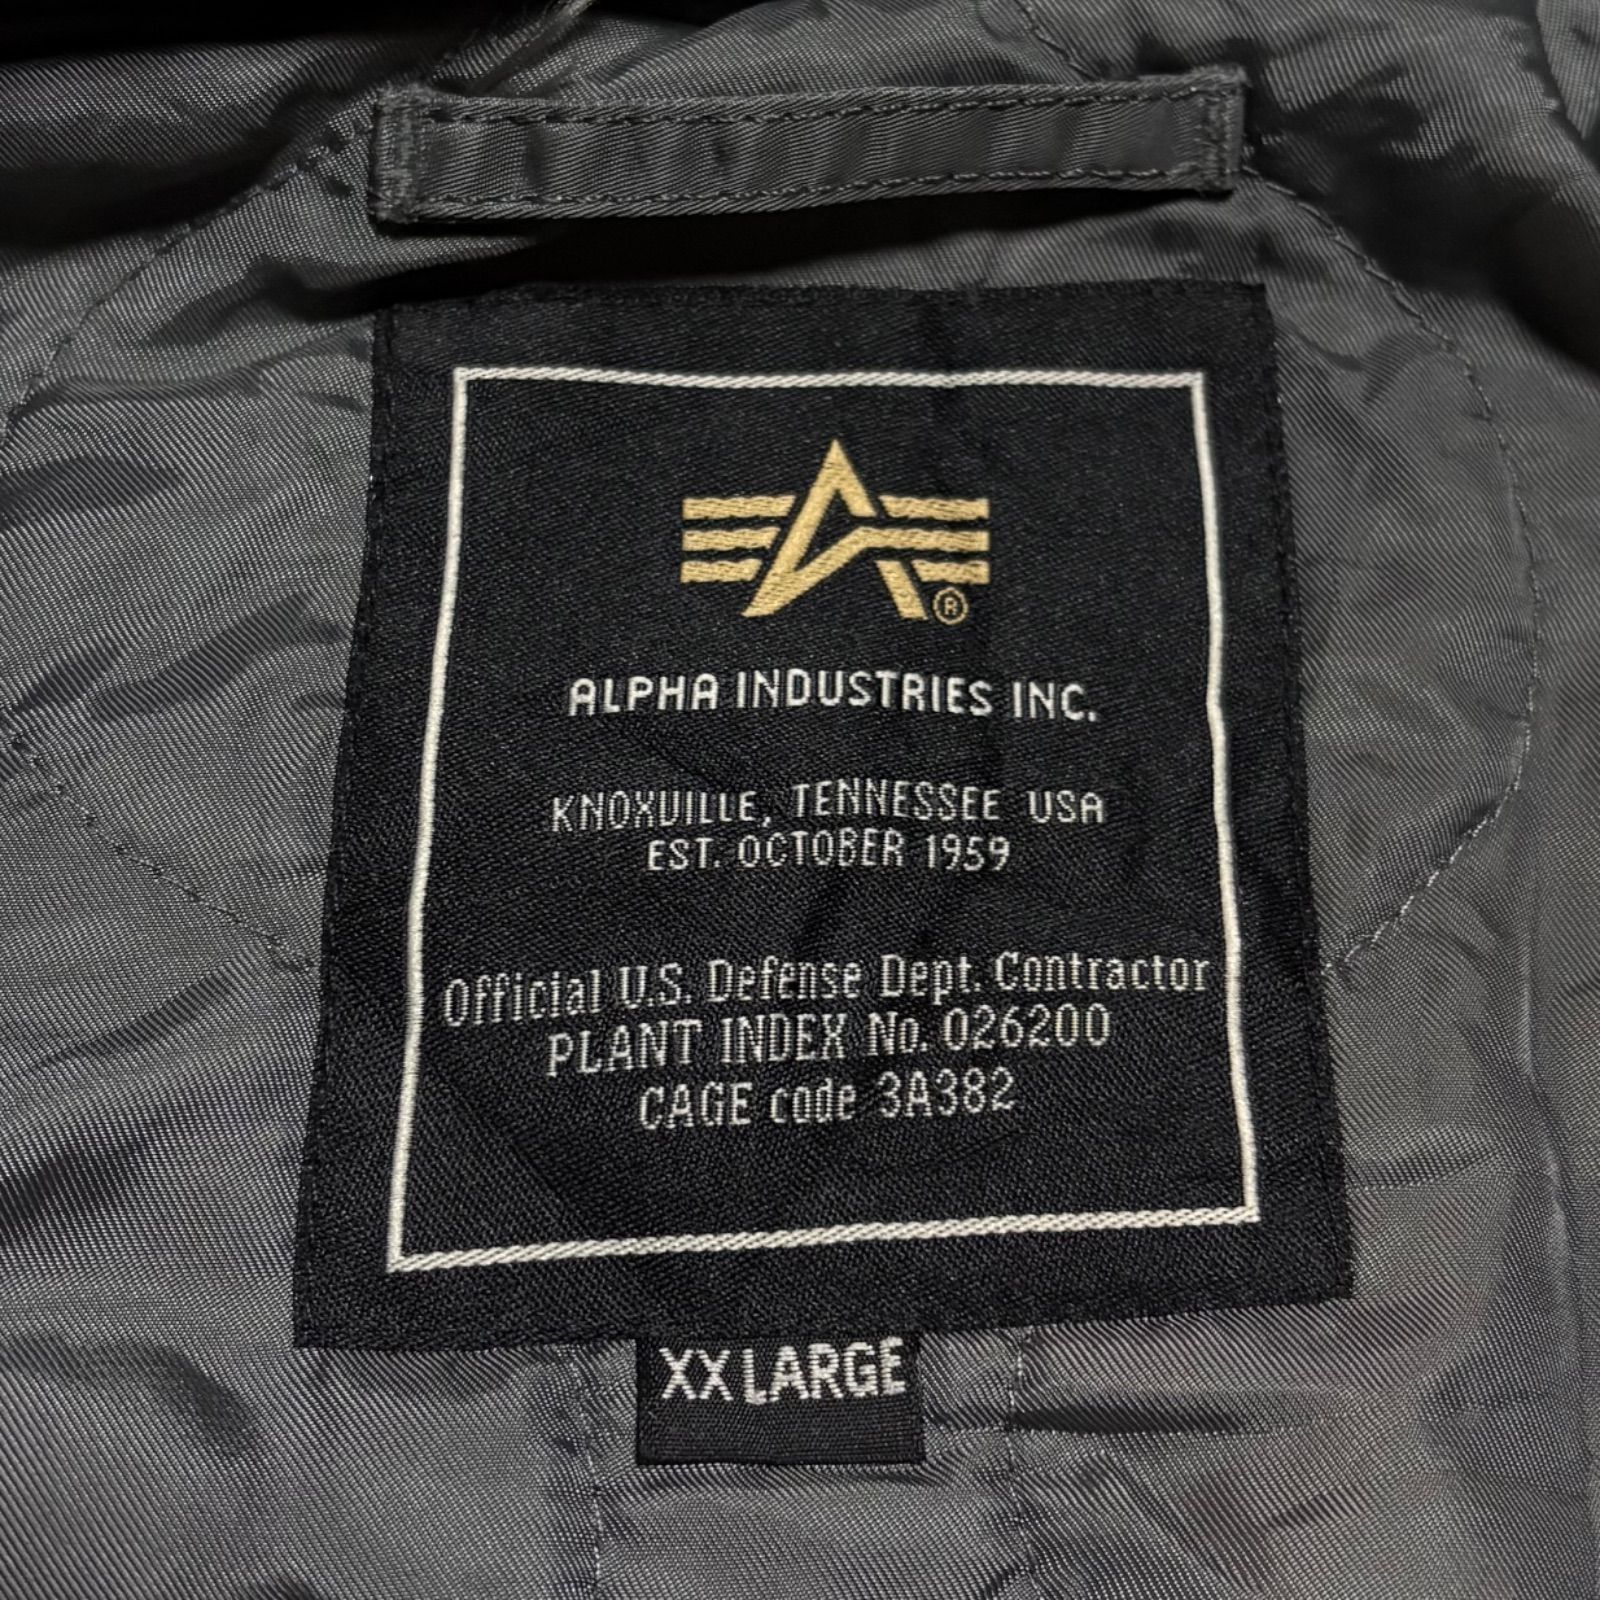 ®
ALPHA INDUSTRIES INC.
KNOXVILLE, TENNESSEE USA
EST. OCTOBER 1959
Official U.S. Defense Dept. Contractor
PLANT INDEX No. 026200
CAGE code 3A382
XX LARGE